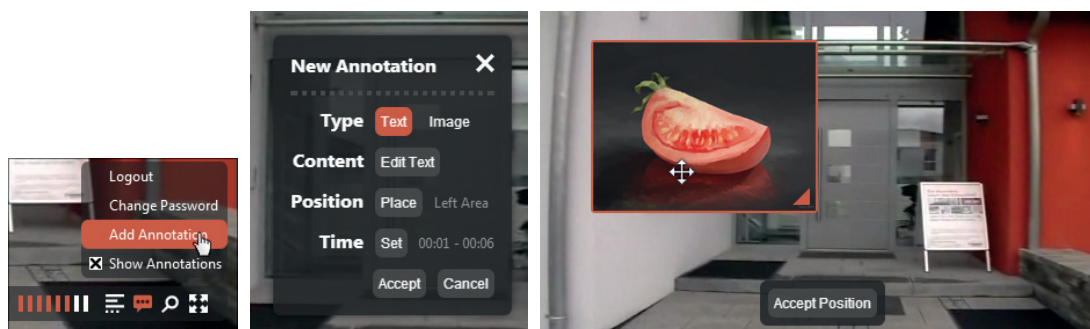 Logout
Change Password
Add Annotation
Show Annotations
New Annotation
Type Text Image
Content Edit Text
Position Place Left Area
Time Set 00:01 - 00:06
Accept Cancel
Accept Position